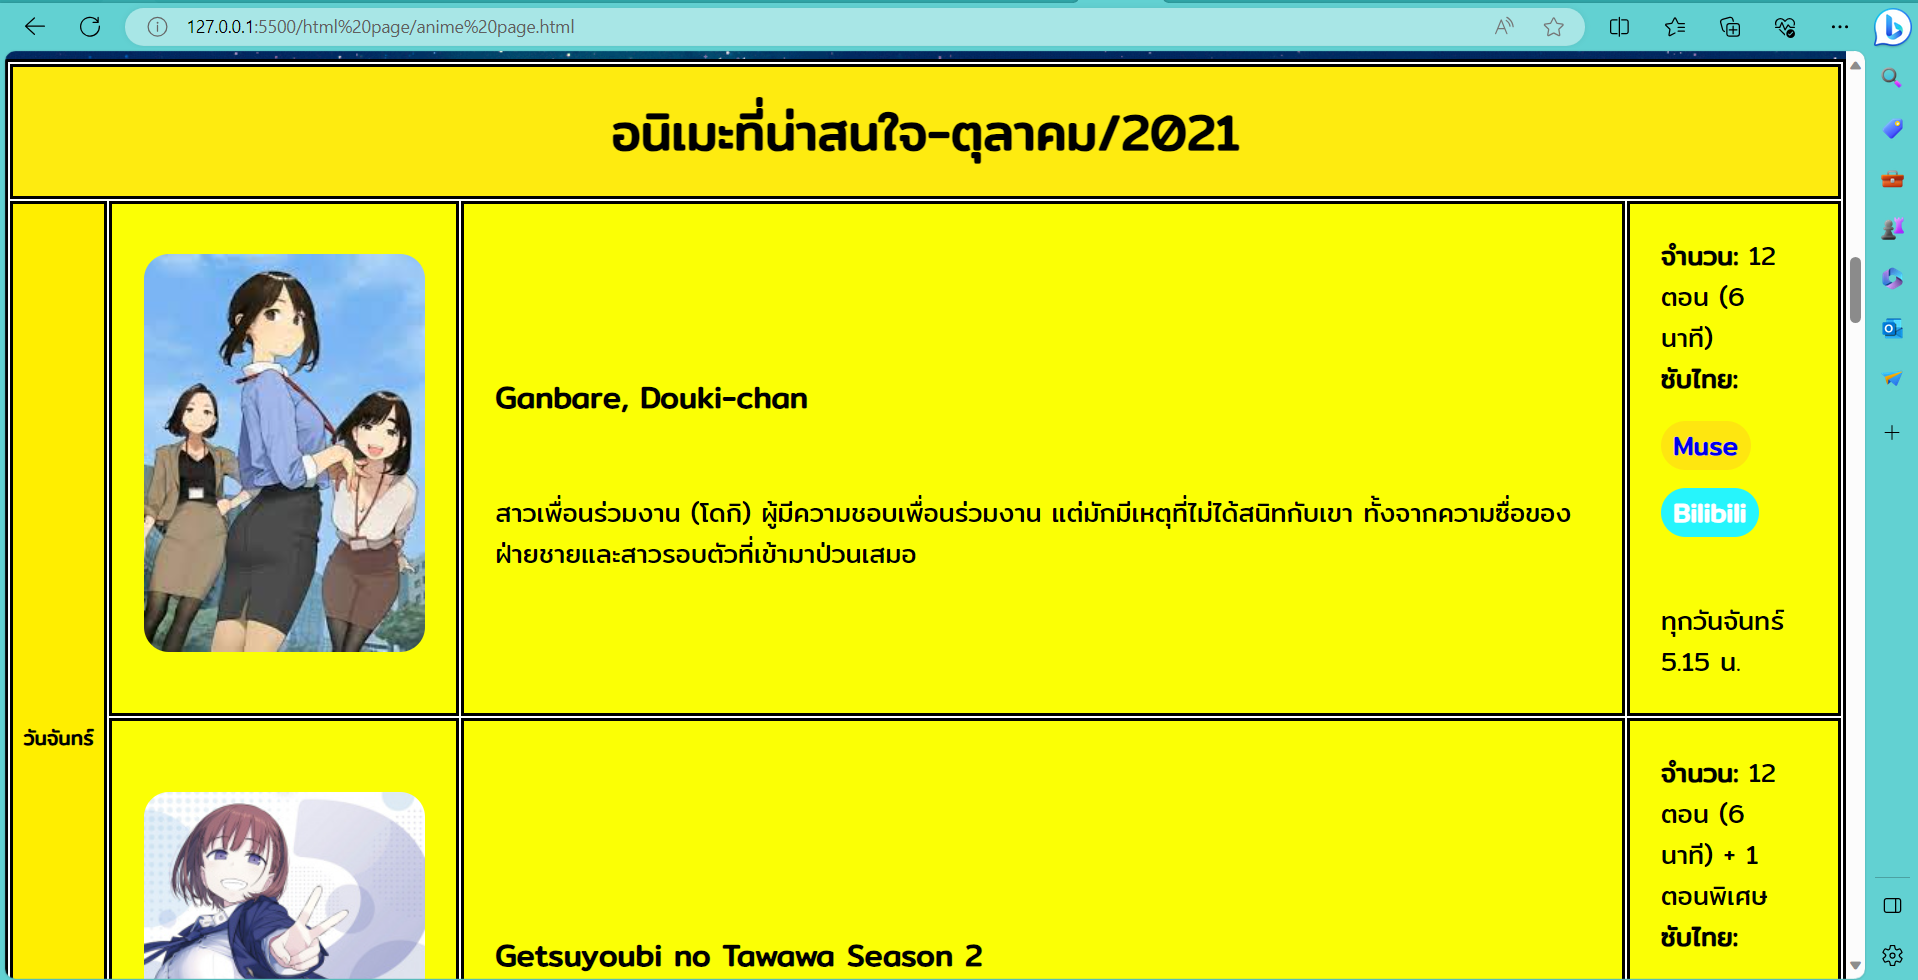 127.0.0.1:5500/html%20page/anime%20page.html
อนิเมะที่น่าสนใจ-ตุลาคม/2021
วันจันทร์
Ganbare, Douki-chan
สาวเพื่อนร่วมงาน (โดกิ) ผู้มีความชอบเพื่อนร่วมงาน แต่มักมีเหตุที่ไม่ได้สนิทกับเขา ทั้งจากความซื่อของ
ฝ่ายชายและสาวรอบตัวที่เข้ามาป่วนเสมอ
จำนวน: 12
ตอน (6
นาที)
ซับไทย:
Muse
Bilibili
ทุกวันจันทร์
5.15 น.
Getsuyoubi no Tawawa Season 2
จำนวน: 12
ตอน (6
นาที) + 1
ตอนพิเศษ
ซับไทย: